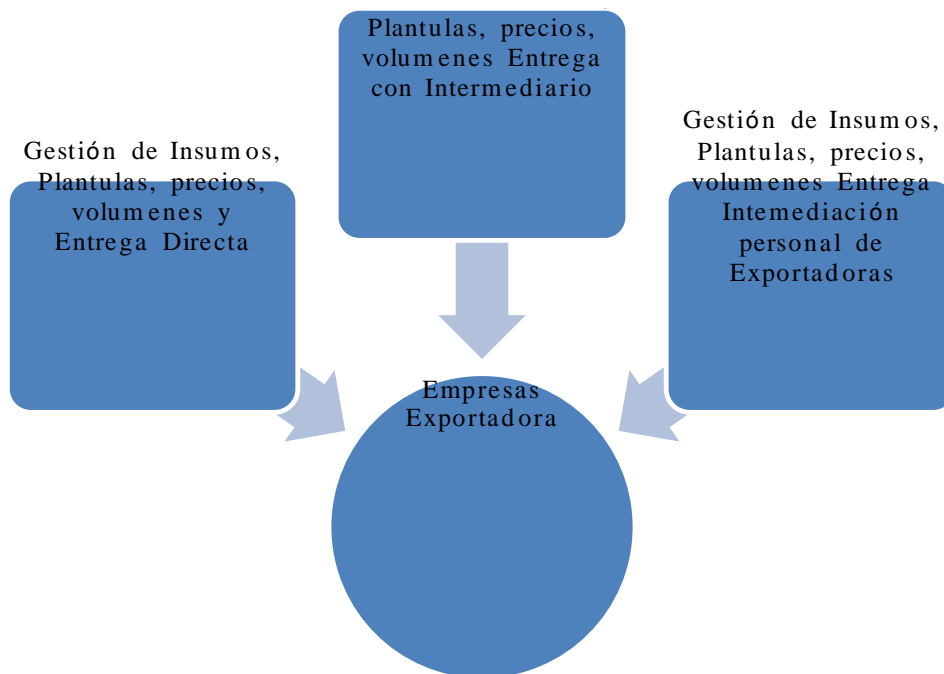 Gestión de Insumos,
Plantulas, precios,
volumenes y
Entrega Directa
Plantulas, precios,
volumenes Entrega
con Intermediario
Gestión de Insumos,
Plantulas, precios,
volumenes Entrega
Intemediación
personal de
Exportadoras
Empresas
Exportadora